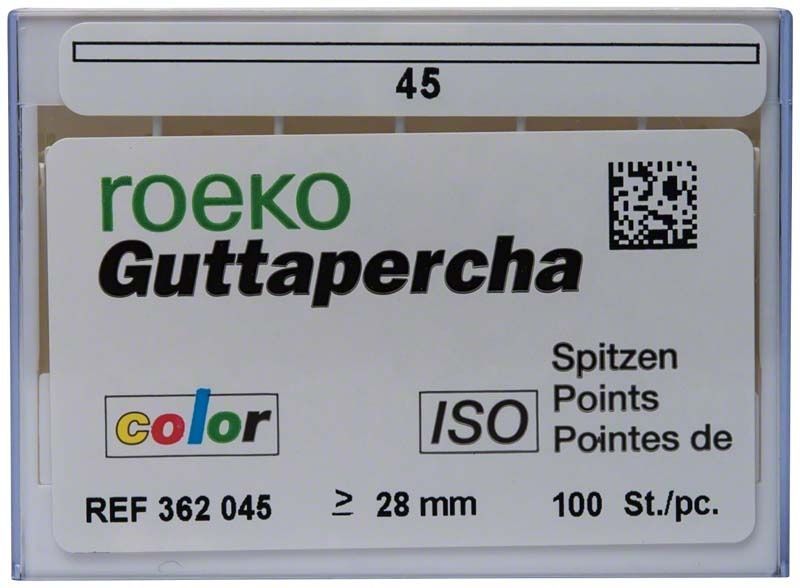 45
roeko
Guttapercha
Spitzen
Points
Pointes de
color
ISO
REF 362 045 ≥ 28 mm 100 St./pc.